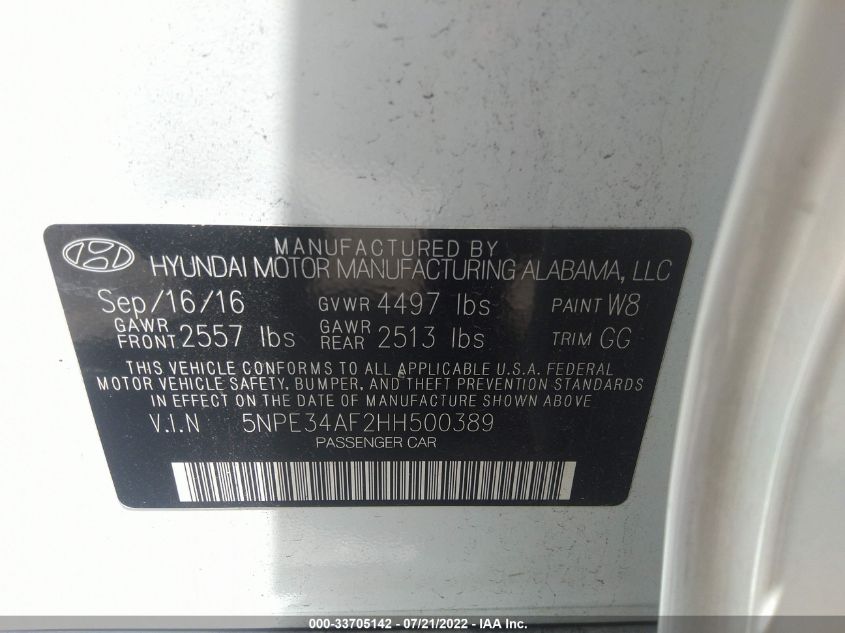 MANUFACTURED BY
HYUNDAI MOTOR MANUFACTURING ALABAMA, LLC
Sep/16/16 GVWR 4497 lbs PAINT W8
GAWR FRONT 2557 lbs GAWR REAR 2513 lbs TRIM GG
THIS VEHICLE CONFORMS TO ALL APPLICABLE U.S.A. FEDERAL
MOTOR VEHICLE SAFETY, BUMPER, AND THEFT PREVENTION STANDARDS
IN EFFECT ON THE DATE OF MANUFACTURE SHOWN ABOVE
V.I.N 5NPE34AF2HH500389
PASSENGER CAR
000-33705142 - 07/21/2022 - IAA Inc.